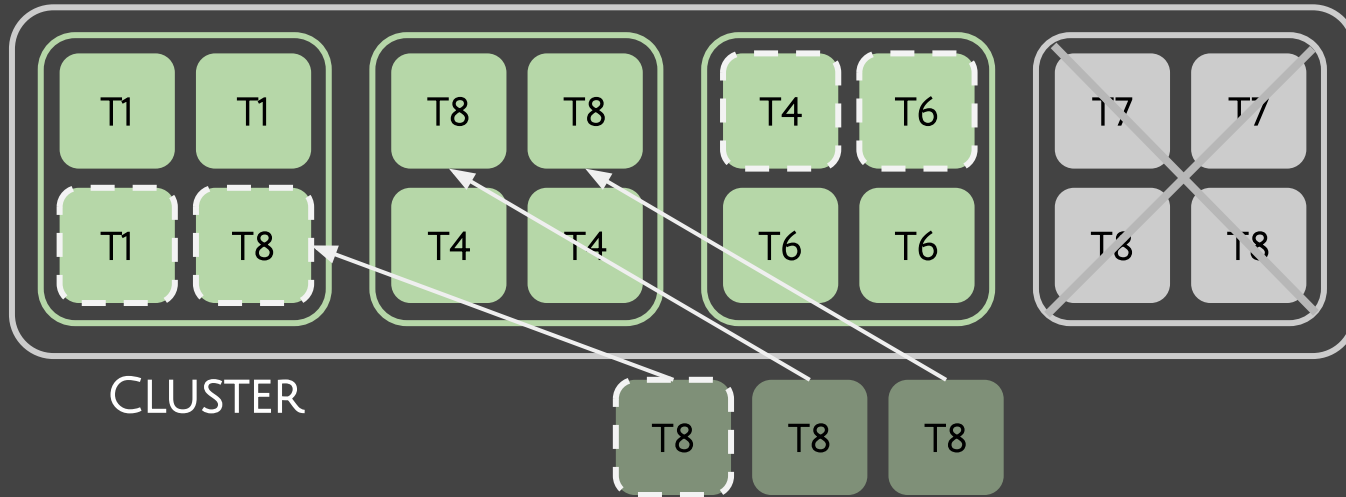 T1 T1 T8 T8 T4 T6 T7 T7
T1 T8 T4 T4 T6 T6 T8 T8
CLUSTER
T8 T8 T8